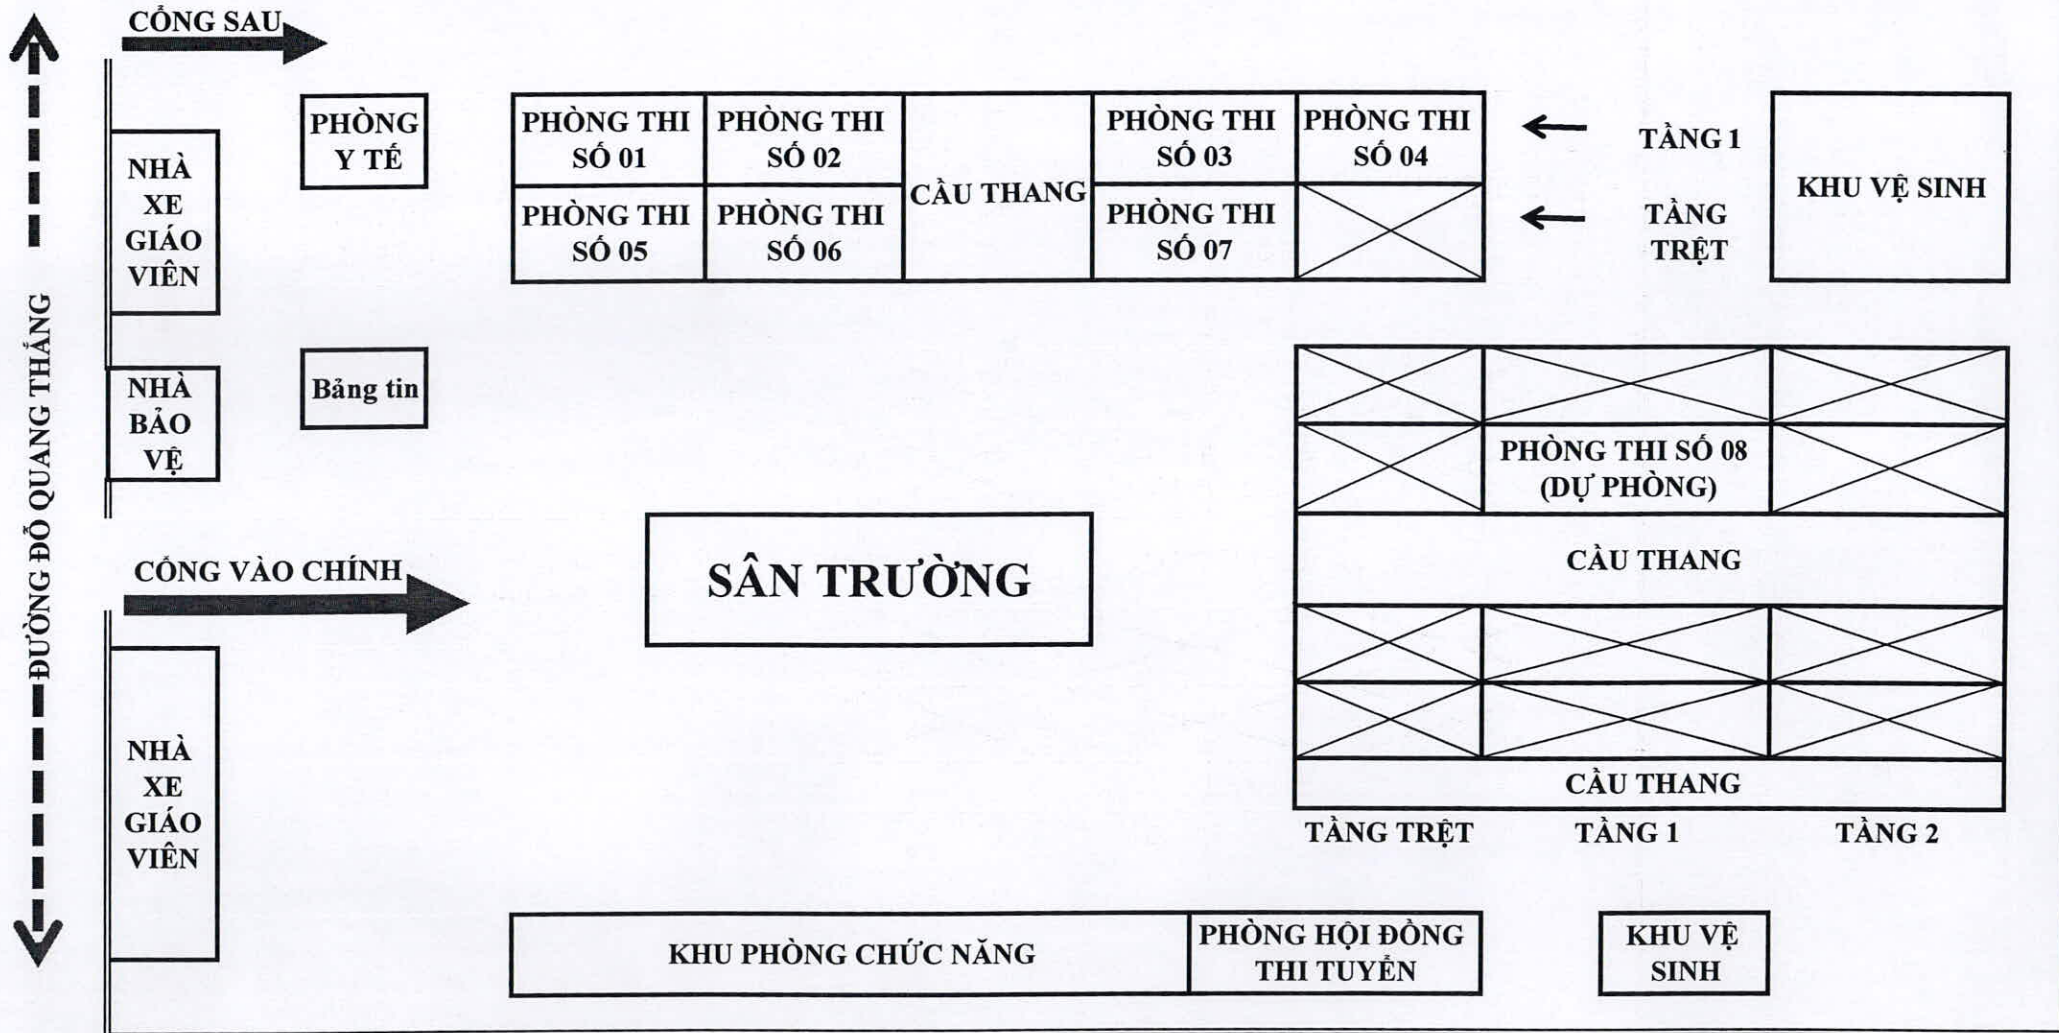 CỔNG SAU
ĐƯỜNG ĐỖ QUANG THẮNG
NHÀ
XE
GIÁO
VIÊN
PHÒNG
Y TẾ
PHÒNG THI
SỐ 01
PHÒNG THI
SỐ 02
CẦU THANG
PHÒNG THI
SỐ 03
PHÒNG THI
SỐ 04
TẦNG 1
PHÒNG THI
SỐ 05
PHÒNG THI
SỐ 06
PHÒNG THI
SỐ 07
TẦNG
TRỆT
KHU VỆ SINH
NHÀ
BẢO
VỆ
Bảng tin
PHÒNG THI SỐ 08
(DỰ PHÒNG)
CẦU THANG
CỔNG VÀO CHÍNH
SÂN TRƯỜNG
NHÀ
XE
GIÁO
VIÊN
CẦU THANG
TẦNG TRỆT
TẦNG 1
TẦNG 2
KHU PHÒNG CHỨC NĂNG
PHÒNG HỘI ĐỒNG
THI TUYỂN
KHU VỆ
SINH